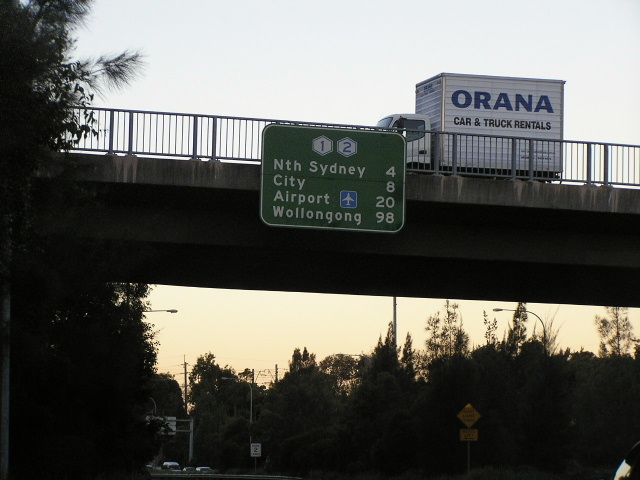 ORANA
CAR & TRUCK RENTALS
1 2
Nth Sydney 4
City 8
Airport 20
Wollongong 98